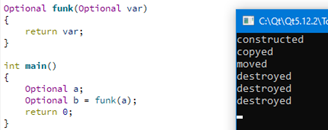 Optional funk(Optional var)
{
    return var;
}
int main()
{
    Optional a;
    Optional b = funk(a);
    return 0;
}
C:\Qt\Qt5.12.2\To
constructed
copyed
moved
destroyed
destroyed
destroyed